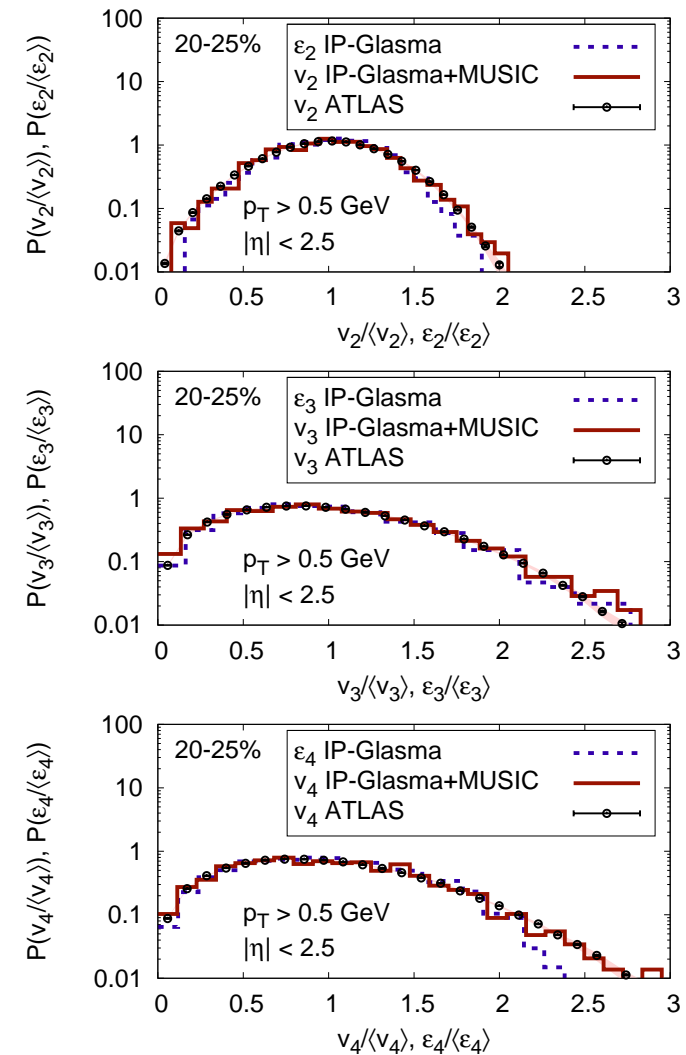 100
10
1
0.1
0.01
P(v₂/⟨v₂⟩), P(ε₂/⟨ε₂⟩)
20-25%
ε₂ IP-Glasma
v₂ IP-Glasma+MUSIC
v₂ ATLAS
p_T > 0.5 GeV
|η| < 2.5
0 0.5 1 1.5 2 2.5 3
v₂/⟨v₂⟩, ε₂/⟨ε₂⟩
100
10
1
0.1
0.01
P(v₃/⟨v₃⟩), P(ε₃/⟨ε₃⟩)
20-25%
ε₃ IP-Glasma
v₃ IP-Glasma+MUSIC
v₃ ATLAS
p_T > 0.5 GeV
|η| < 2.5
0 0.5 1 1.5 2 2.5 3
v₃/⟨v₃⟩, ε₃/⟨ε₃⟩
100
10
1
0.1
0.01
P(v₄/⟨v₄⟩), P(ε₄/⟨ε₄⟩)
20-25%
ε₄ IP-Glasma
v₄ IP-Glasma+MUSIC
v₄ ATLAS
p_T > 0.5 GeV
|η| < 2.5
0 0.5 1 1.5 2 2.5 3
v₄/⟨v₄⟩, ε₄/⟨ε₄⟩